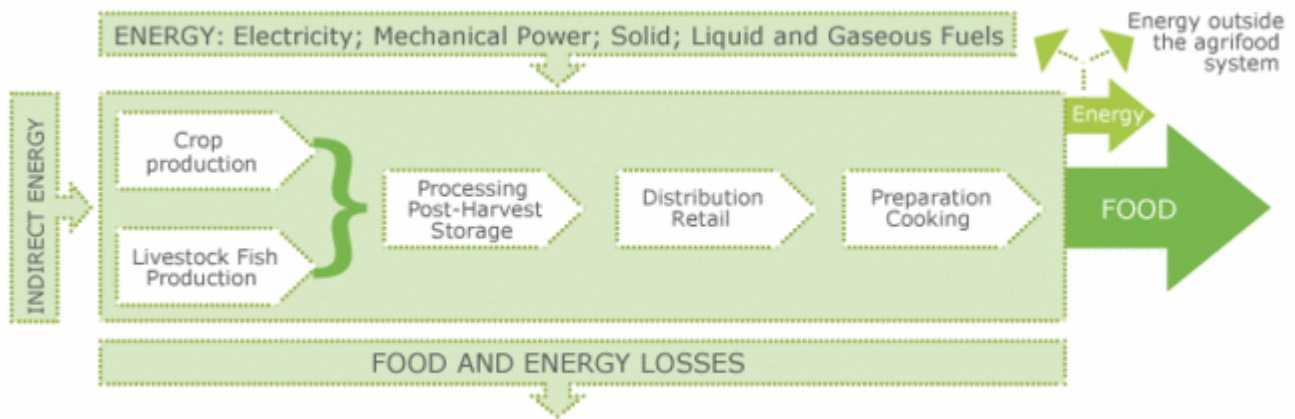 ENERGY: Electricity; Mechanical Power; Solid; Liquid and Gaseous Fuels
Energy outside
the agrifood
system
INDIRECT ENERGY
Crop
production
Livestock Fish
Production
Processing
Post-Harvest
Storage
Distribution
Retail
Preparation
Cooking
Energy
FOOD
FOOD AND ENERGY LOSSES